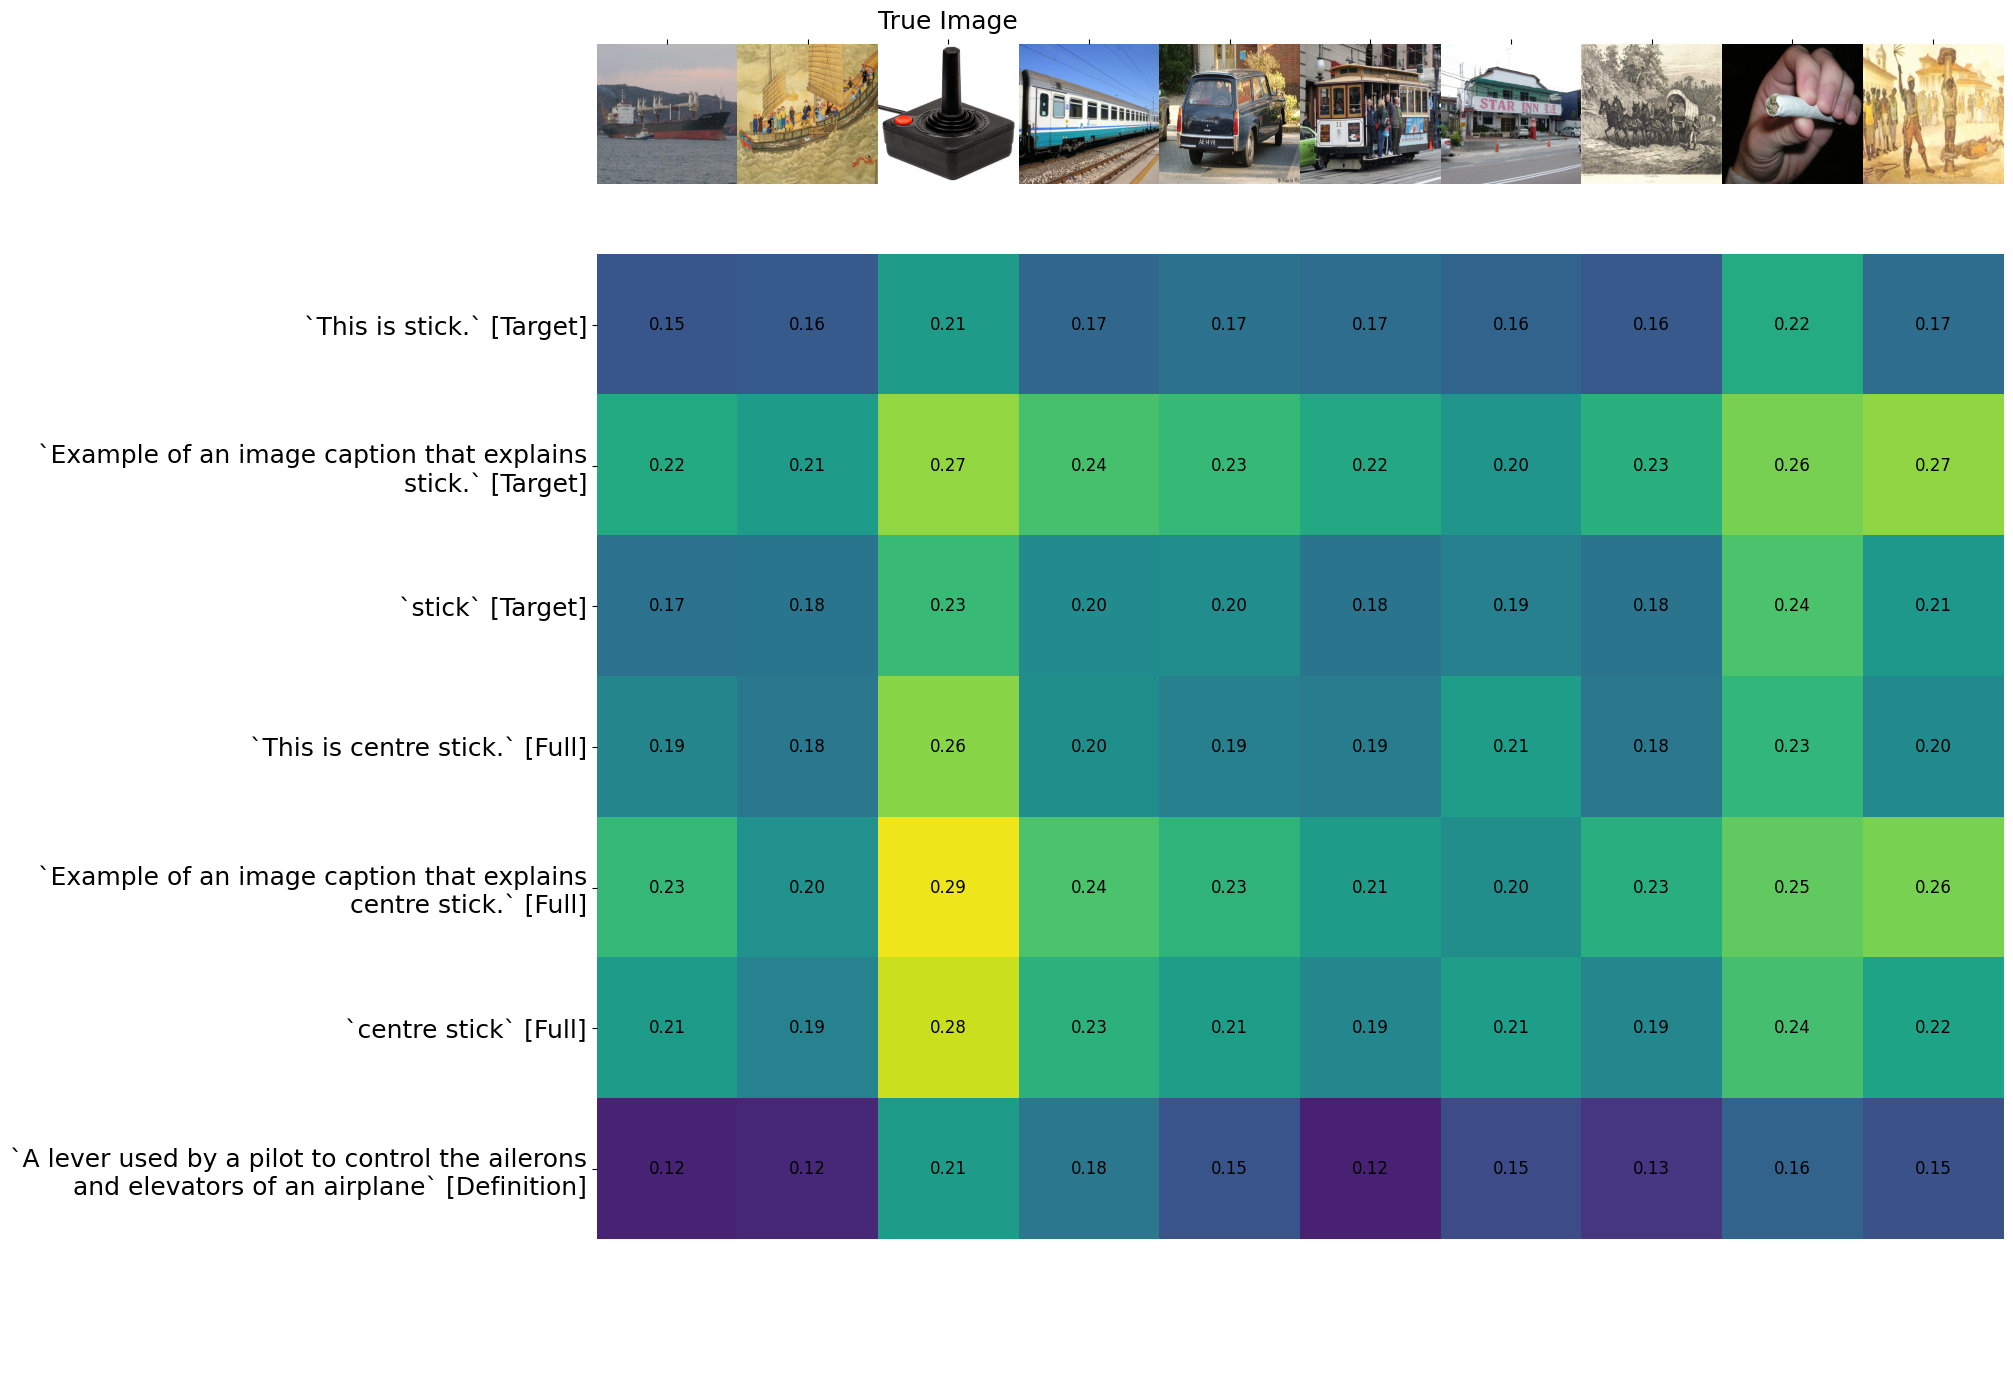 True Image
STAR INN
`This is stick.` [Target]
0.15 0.16 0.21 0.17 0.17 0.17 0.16 0.16 0.22 0.17
`Example of an image caption that explains
stick.` [Target]
0.22 0.21 0.27 0.24 0.23 0.22 0.20 0.23 0.26 0.27
`stick` [Target]
0.17 0.18 0.23 0.20 0.20 0.18 0.19 0.18 0.24 0.21
`This is centre stick.` [Full]
0.19 0.18 0.26 0.20 0.19 0.19 0.21 0.18 0.23 0.20
`Example of an image caption that explains
centre stick.` [Full]
0.23 0.20 0.29 0.24 0.23 0.21 0.20 0.23 0.25 0.26
`centre stick` [Full]
0.21 0.19 0.28 0.23 0.21 0.19 0.21 0.19 0.24 0.22
`A lever used by a pilot to control the ailerons
and elevators of an airplane` [Definition]
0.12 0.12 0.21 0.18 0.15 0.12 0.15 0.13 0.16 0.15